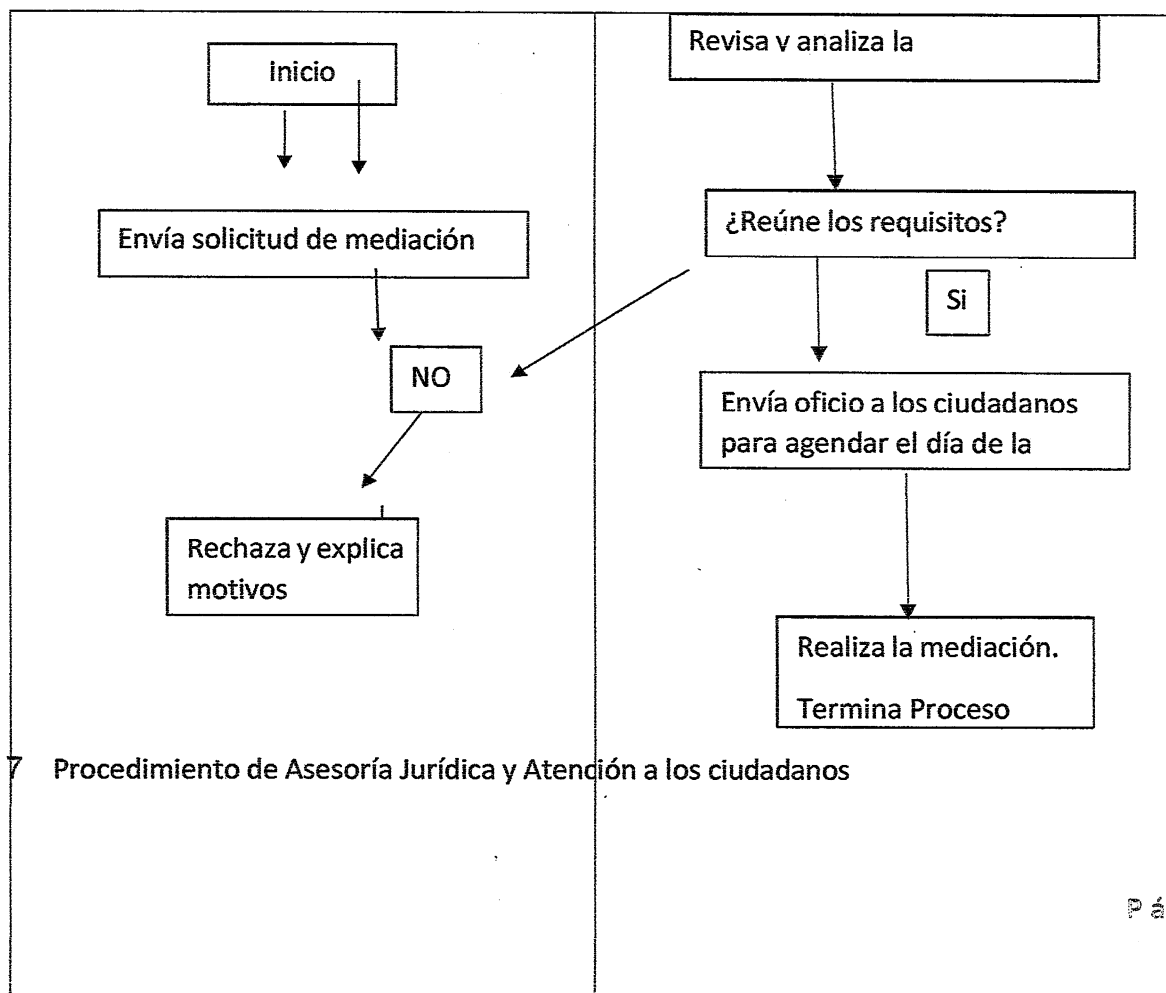 Inicio
Envía solicitud de mediación
NO
Rechaza y explica
motivos
Revisa y analiza la
¿Reúne los requisitos?
Si
Envía oficio a los ciudadanos
para agendar el día de la
Realiza la mediación.
Termina Proceso
7 Procedimiento de Asesoría Jurídica y Atención a los ciudadanos
P á